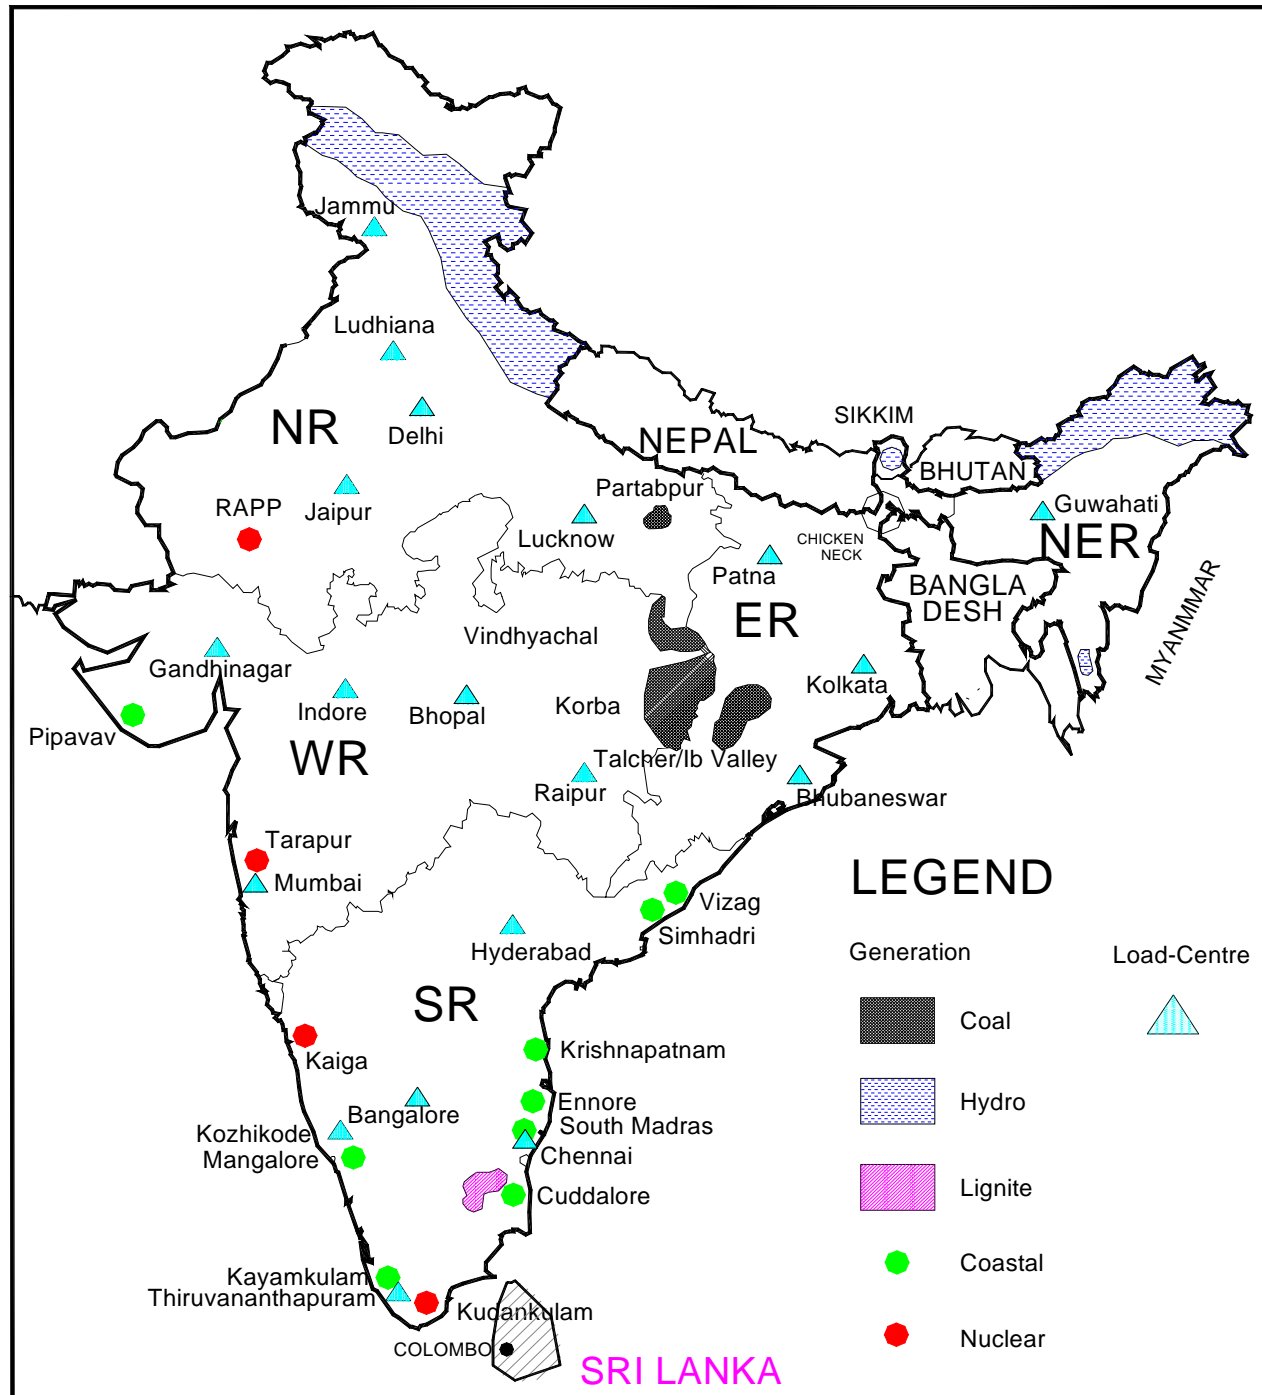 Jammu
Ludhiana
NR
Delhi
SIKKIM
NEPAL
BHUTAN
Partabpur
RAPP
Jaipur
Guwahati
Lucknow
CHICKEN
NECK
NER
Patna
BANGLA
DESH
MYANMMAR
ER
Vindhyachal
Gandhinagar
Kolkata
Indore
Bhopal
Korba
Pipavav
WR
Talcher/Ib Valley
Raipur
Bhubaneswar
Tarapur
Mumbai
LEGEND
Vizag
Simhadri
Hyderabad
Generation
Load-Centre
SR
Coal
Krishnapatnam
Kaiga
Ennore
Hydro
Bangalore
South Madras
Kozhikode
Chennai
Mangalore
Cuddalore
Lignite
Coastal
Kayamkulam
Thiruvananthapuram
Kudankulam
Nuclear
COLOMBO
SRI LANKA